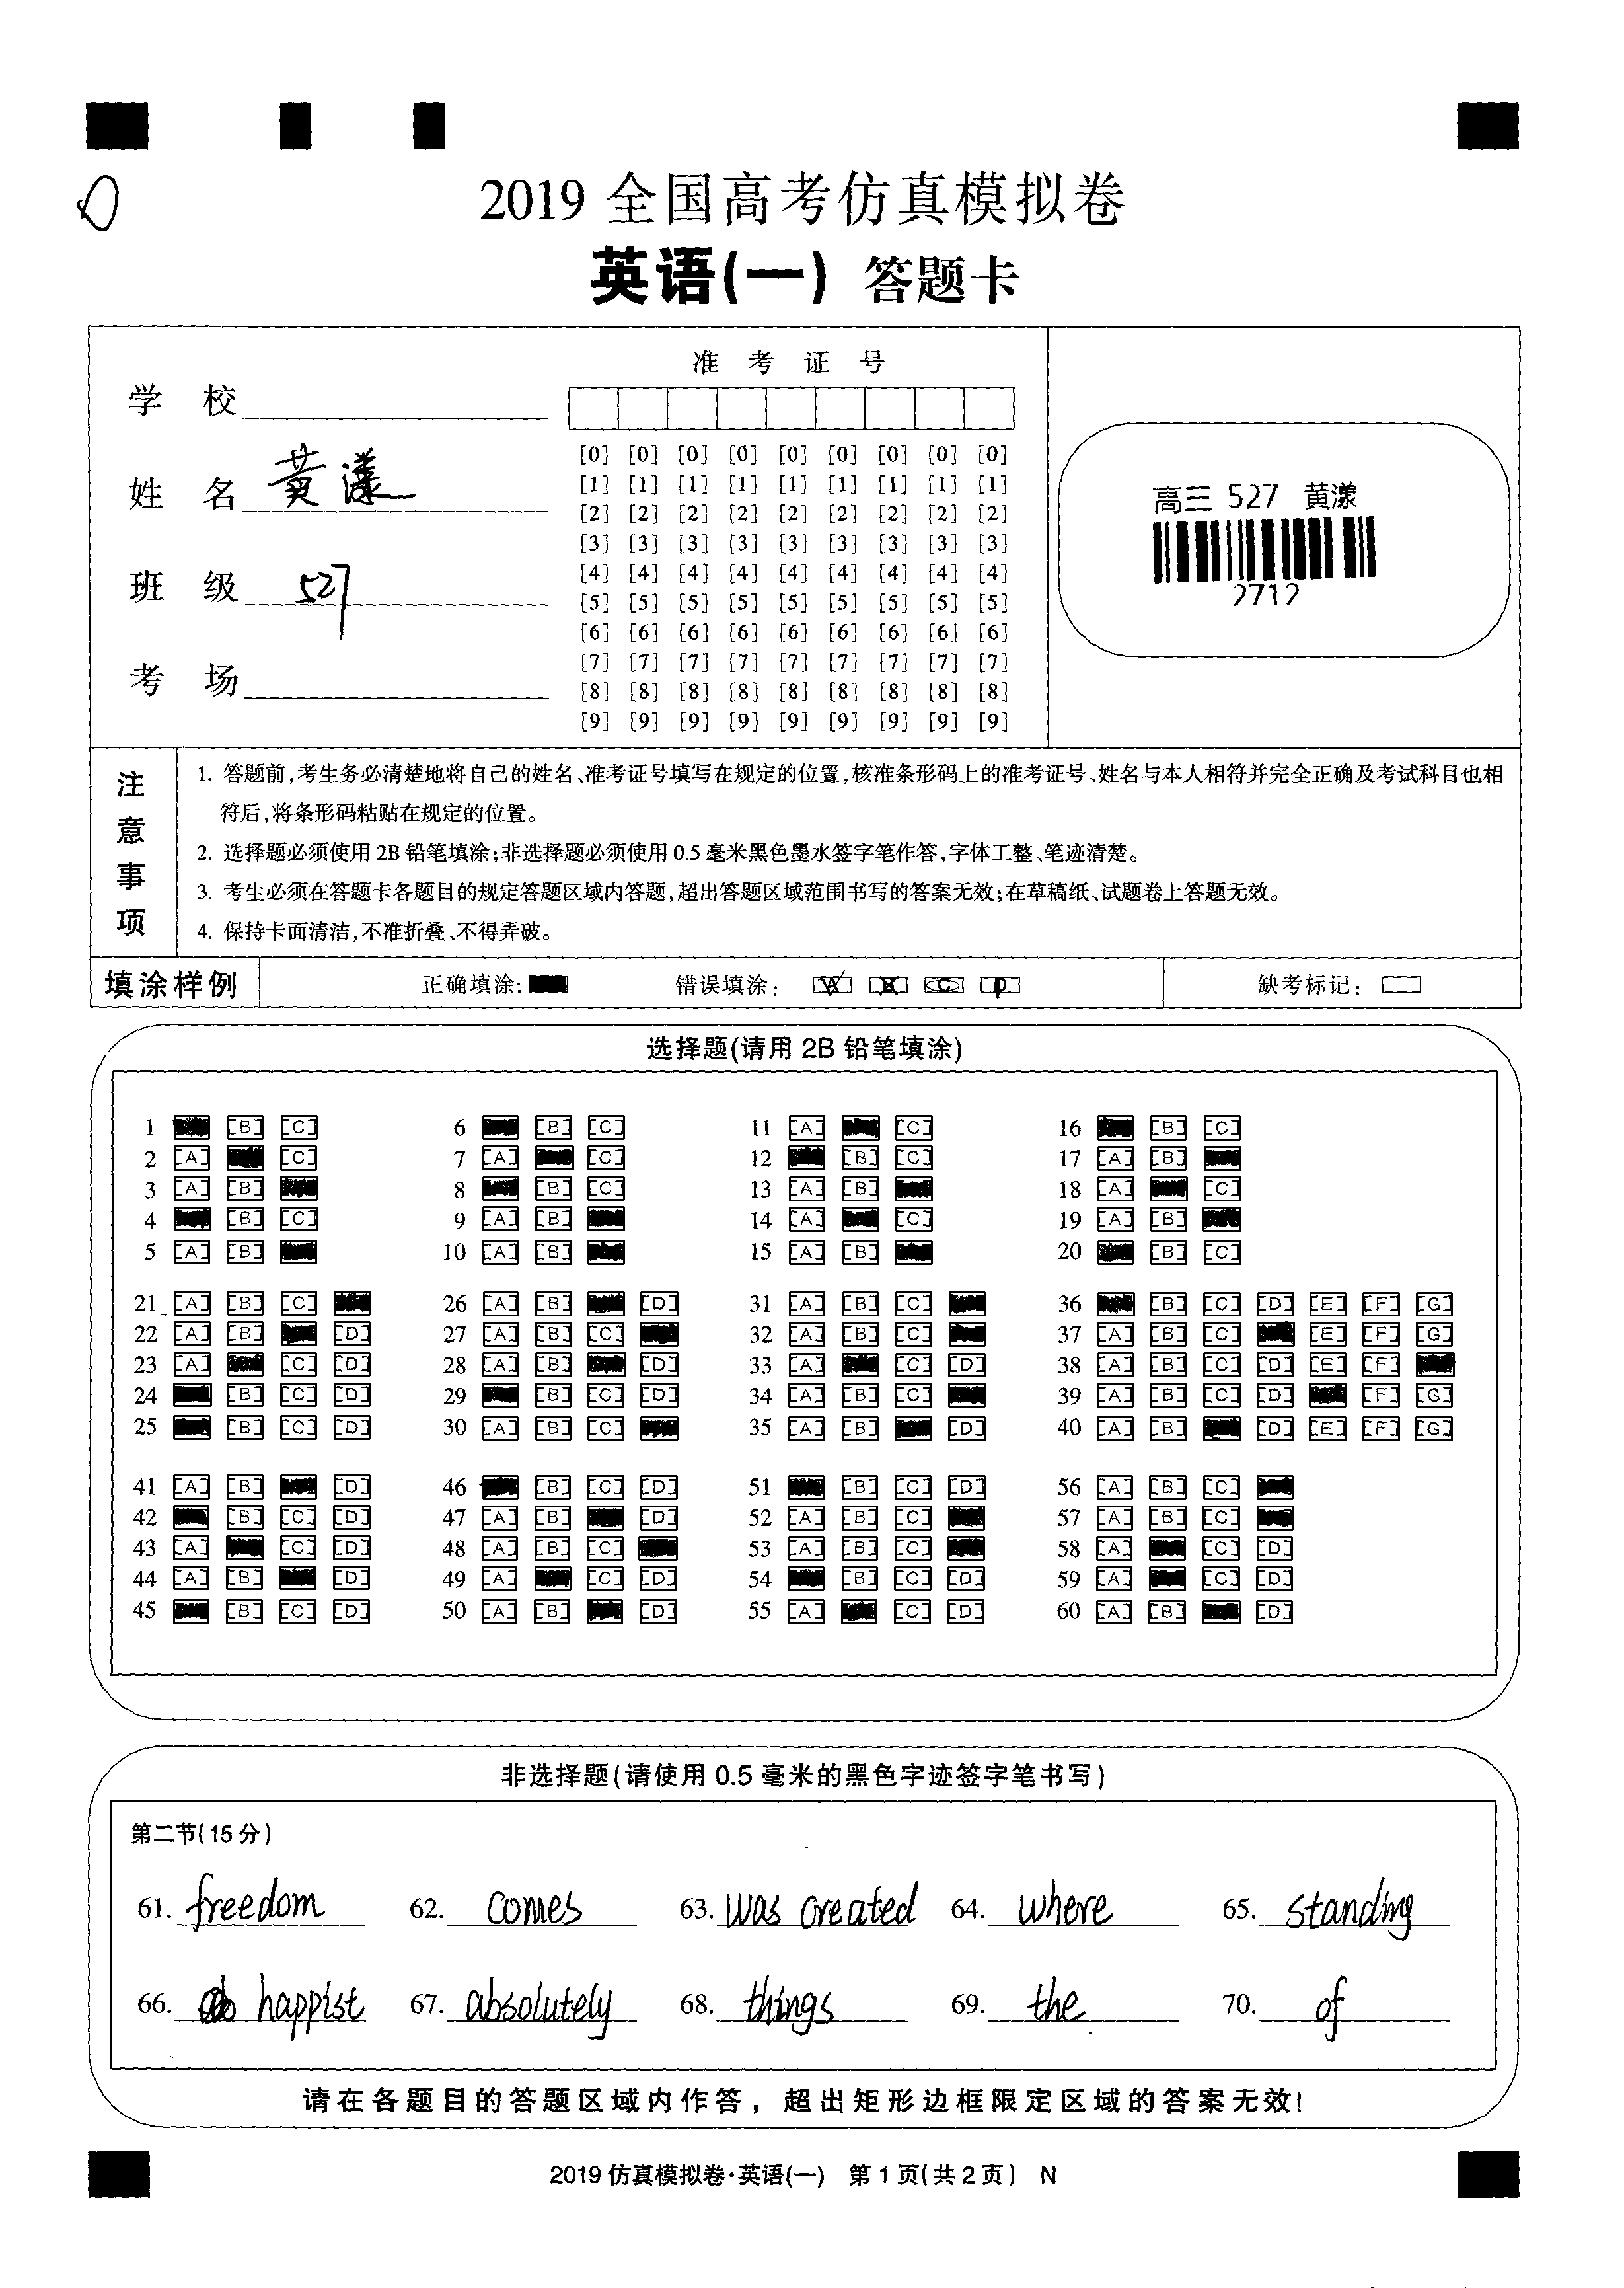 2019 全国高考仿真模拟卷
英语(一) 答题卡
准 考 证 号
学 校
姓 名 黄漾
班 级 527
考 场
[0] [0] [0] [0] [0] [0] [0] [0] [0]
[1] [1] [1] [1] [1] [1] [1] [1] [1]
[2] [2] [2] [2] [2] [2] [2] [2] [2]
[3] [3] [3] [3] [3] [3] [3] [3] [3]
[4] [4] [4] [4] [4] [4] [4] [4] [4]
[5] [5] [5] [5] [5] [5] [5] [5] [5]
[6] [6] [6] [6] [6] [6] [6] [6] [6]
[7] [7] [7] [7] [7] [7] [7] [7] [7]
[8] [8] [8] [8] [8] [8] [8] [8] [8]
[9] [9] [9] [9] [9] [9] [9] [9] [9]
高三 527 黄漾
2712
注意事项
1. 答题前,考生务必清楚地将自己的姓名、准考证号填写在规定的位置,核准条形码上的准考证号、姓名与本人相符并完全正确及考试科目也相
符后,将条形码粘贴在规定的位置。
2. 选择题必须使用 2B 铅笔填涂;非选择题必须使用 0.5 毫米黑色墨水签字笔作答,字体工整、笔迹清楚。
3. 考生必须在答题卡各题目的规定答题区域内答题,超出答题区域范围书写的答案无效;在草稿纸、试题卷上答题无效。
4. 保持卡面清洁,不准折叠、不得弄破。
填涂样例 正确填涂: 错误填涂: [A] [B] [C] [D] 缺考标记:
选择题(请用 2B 铅笔填涂)
1 [B] [C] 6 [B] [C] 11 [A] [C] 16 [B] [C]
2 [A] [C] 7 [A] [C] 12 [B] [C] 17 [A] [B]
3 [A] [B] 8 [B] [C] 13 [A] [B] 18 [A] [C]
4 [B] [C] 9 [A] [B] 14 [A] [C] 19 [A] [B]
5 [A] [B] 10 [A] [B] 15 [A] [B] 20 [B] [C]
21 [A] [B] [C] 26 [A] [B] [D] 31 [A] [B] [C] 36 [B] [C] [D] [E] [F] [G]
22 [A] [B] [D] 27 [A] [B] [C] 32 [A] [B] [C] 37 [A] [B] [C] [E] [F] [G]
23 [A] [C] [D] 28 [A] [B] [D] 33 [A] [C] [D] 38 [A] [B] [C] [D] [E] [F]
24 [B] [C] [D] 29 [B] [C] [D] 34 [A] [B] [C] 39 [A] [B] [C] [D] [F] [G]
25 [B] [C] [D] 30 [A] [B] [C] 35 [A] [B] [D] 40 [A] [B] [D] [E] [F] [G]
41 [A] [B] [D] 46 [B] [C] [D] 51 [B] [C] [D] 56 [A] [B] [C]
42 [B] [C] [D] 47 [A] [B] [D] 52 [A] [B] [C] 57 [A] [B] [C]
43 [A] [C] [D] 48 [A] [B] [C] 53 [A] [B] [C] 58 [A] [C] [D]
44 [A] [B] [D] 49 [A] [C] [D] 54 [B] [C] [D] 59 [A] [C] [D]
45 [B] [C] [D] 50 [A] [B] [D] 55 [A] [C] [D] 60 [A] [B] [D]
非选择题(请使用 0.5 毫米的黑色字迹签字笔书写)
第二节(15 分)
61. freedom 62. comes 63. was created 64. where 65. standing
66. happist 67. absolutely 68. things 69. the 70. of
请在各题目的答题区域内作答，超出矩形边框限定区域的答案无效!
2019 仿真模拟卷·英语(一) 第 1 页(共 2 页) N